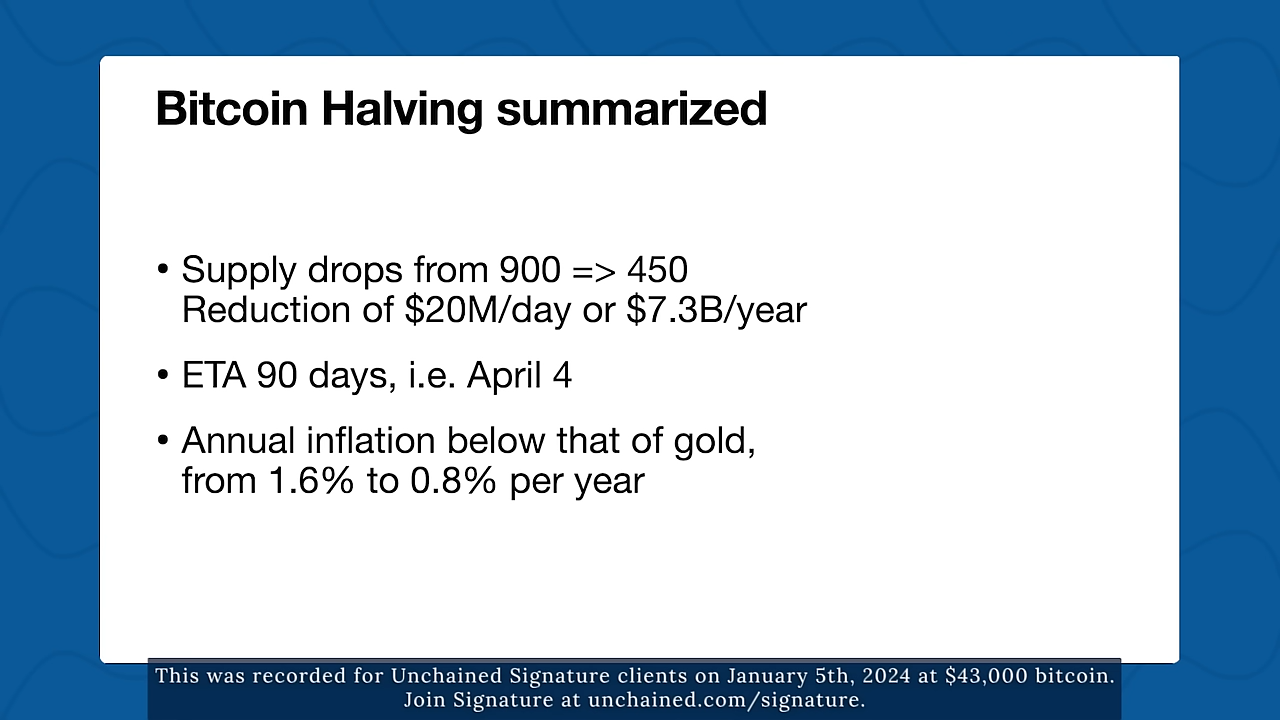 Bitcoin Halving summarized
• Supply drops from 900 => 450
Reduction of $20M/day or $7.3B/year
• ETA 90 days, i.e. April 4
• Annual inflation below that of gold,
from 1.6% to 0.8% per year
This was recorded for Unchained Signature clients on January 5th, 2024 at $43,000 bitcoin.
Join Signature at unchained.com/signature.